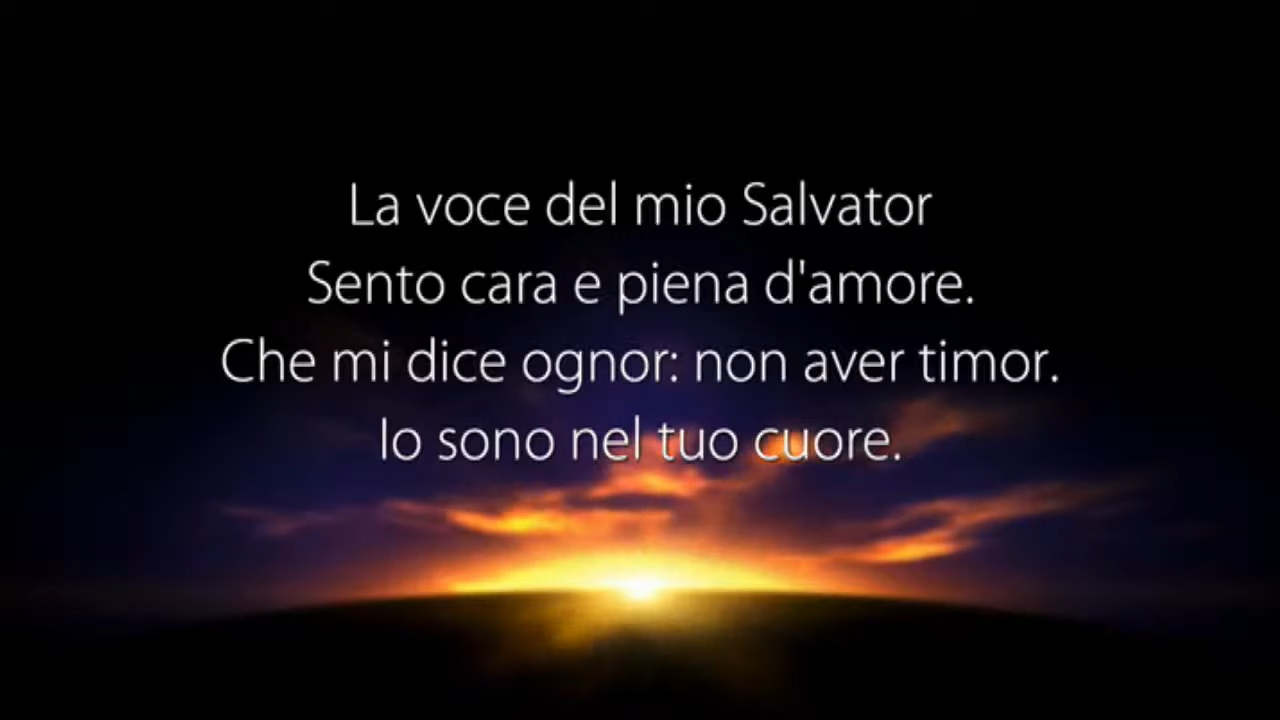 La voce del mio Salvator
Sento cara e piena d'amore.
Che mi dice ognor: non aver timor.
Io sono nel tuo cuore.